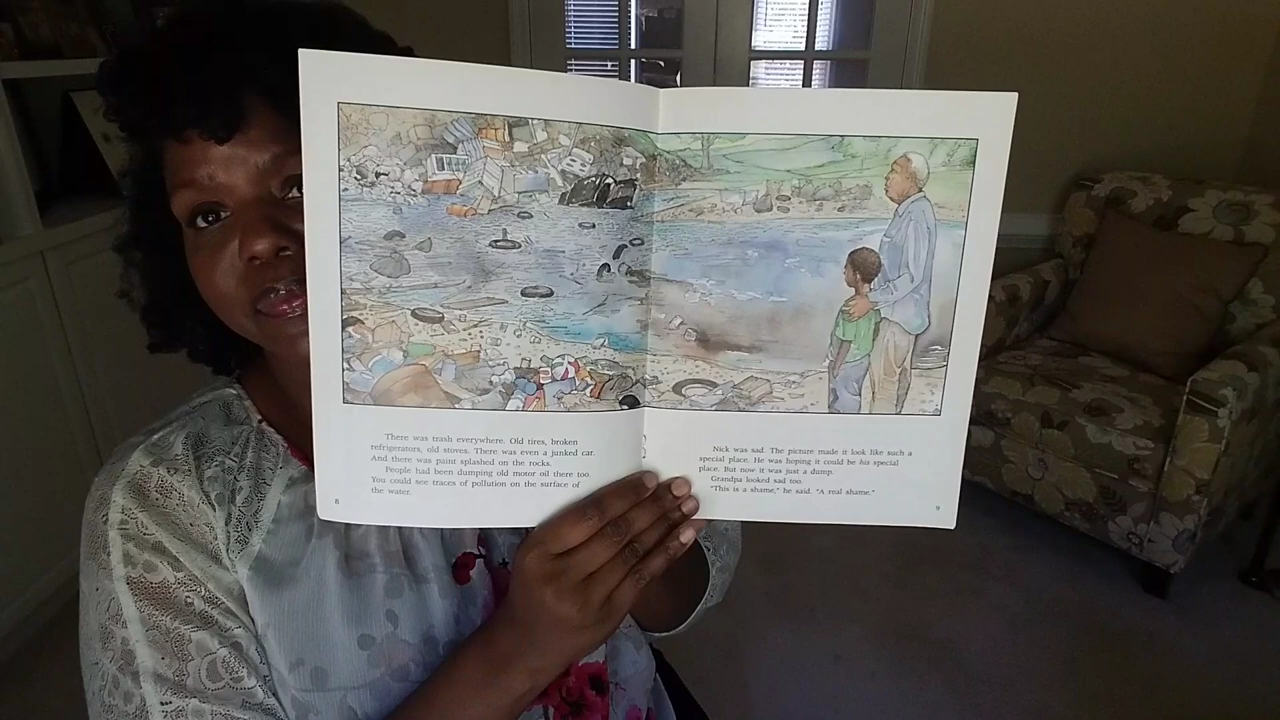 There was trash everywhere. Old tires, broken
refrigerators, old stoves. There was even a junked car.
And there was paint splashed on the rocks.
People had been dumping old motor oil there too.
You could see traces of pollution on the surface of
the water.
8
Nick was sad. The picture made it look like such a
special place. He was hoping it could be his special
place. But now it was just a dump.
Grandpa looked sad too.
"This is a shame," he said. "A real shame."
9